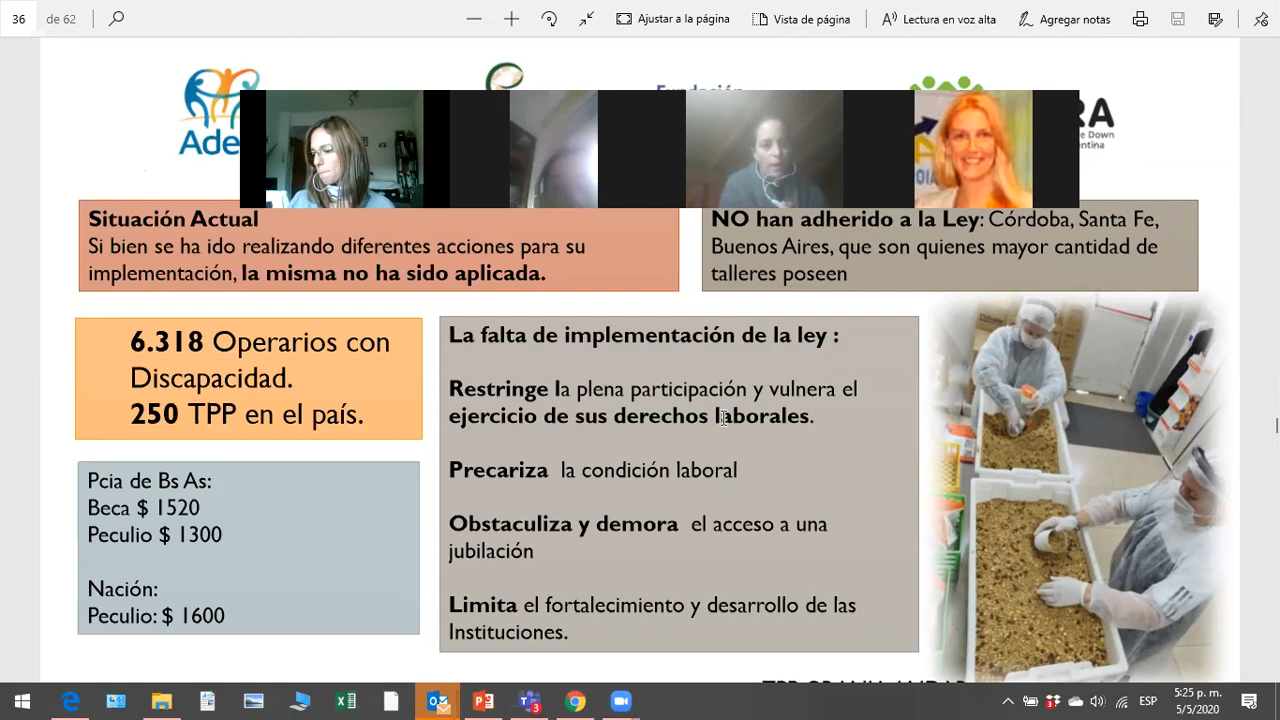 36
de 62
Ajustar a la página
Vista de página
Lectura en voz alta
Agregar notas
Ade
Fundación
RA
e Down
entina
Situación Actual
Si bien se ha ido realizando diferentes acciones para su
implementación, la misma no ha sido aplicada.
NO han adherido a la Ley: Córdoba, Santa Fe,
Buenos Aires, que son quienes mayor cantidad de
talleres poseen
6.318 Operarios con
Discapacidad.
250 TPP en el país.
Pcia de Bs As:
Beca $ 1520
Peculio $ 1300
Nación:
Peculio: $ 1600
La falta de implementación de la ley :
Restringe la plena participación y vulnera el
ejercicio de sus derechos laborales.
Precariza la condición laboral
Obstaculiza y demora el acceso a una
jubilación
Limita el fortalecimiento y desarrollo de las
Instituciones.
ESP
5:25 p. m.
5/5/2020